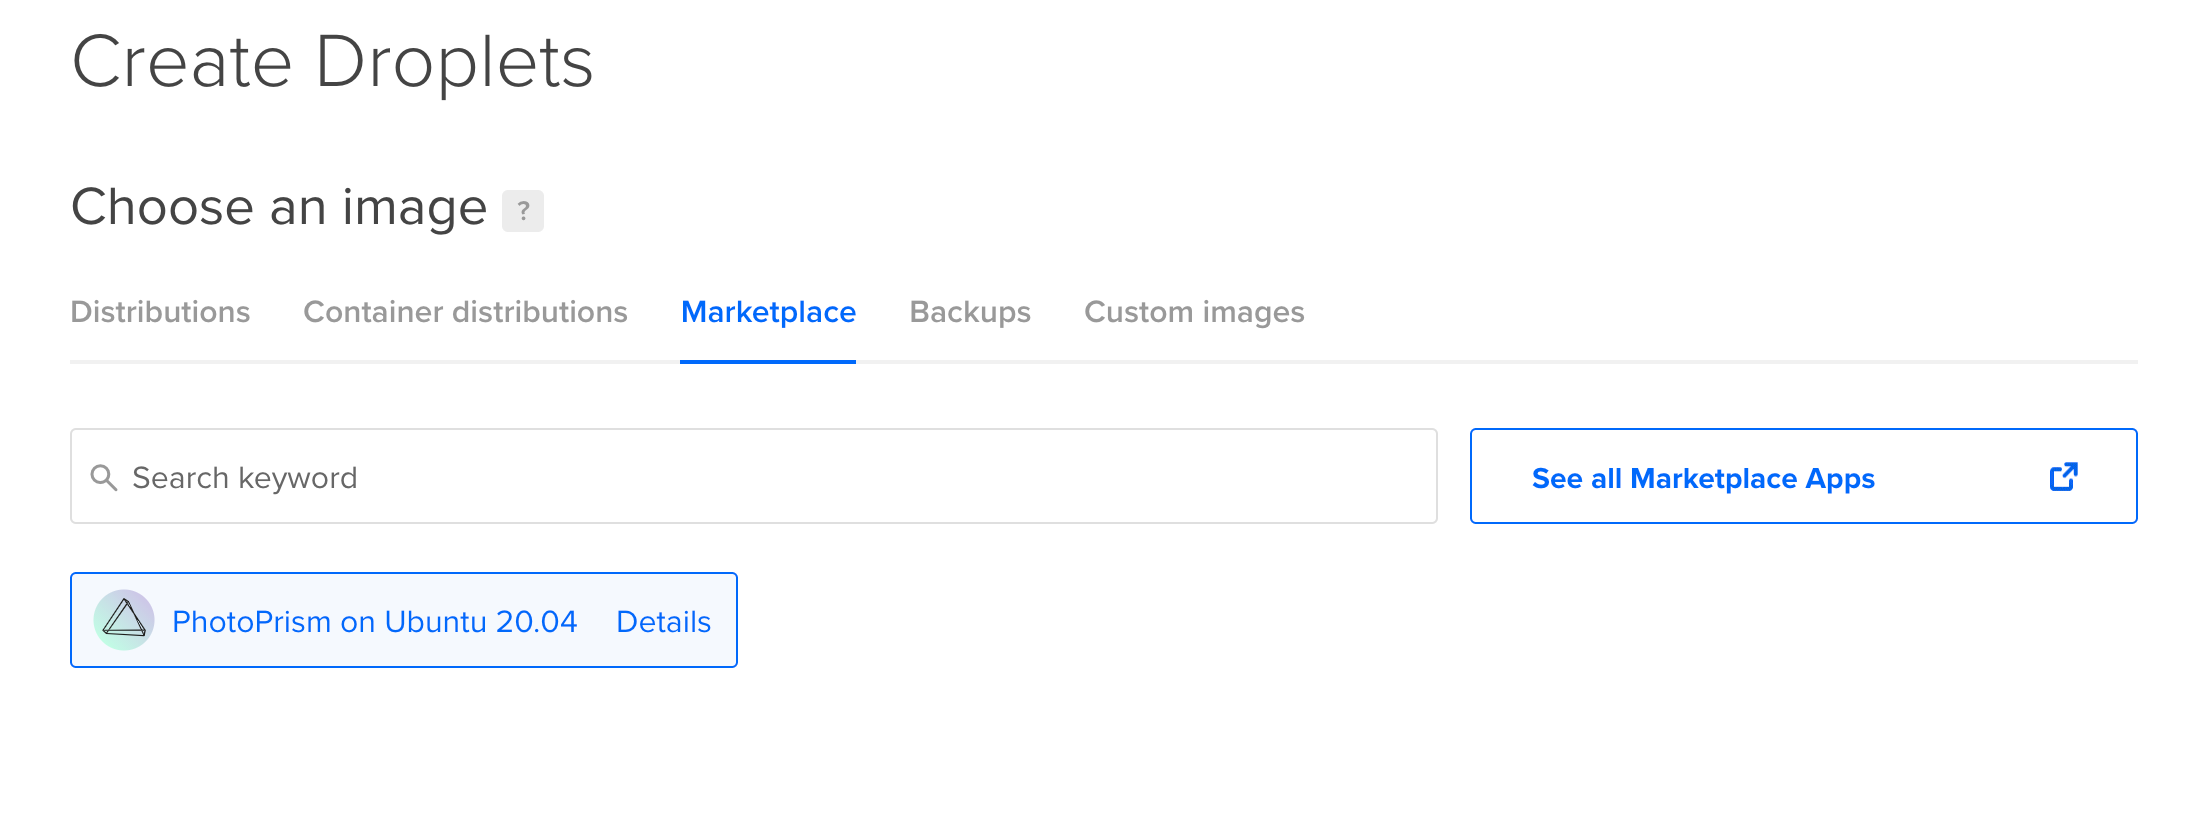 Create Droplets
Choose an image ?
Distributions Container distributions Marketplace Backups Custom images
Search keyword See all Marketplace Apps
PhotoPrism on Ubuntu 20.04 Details